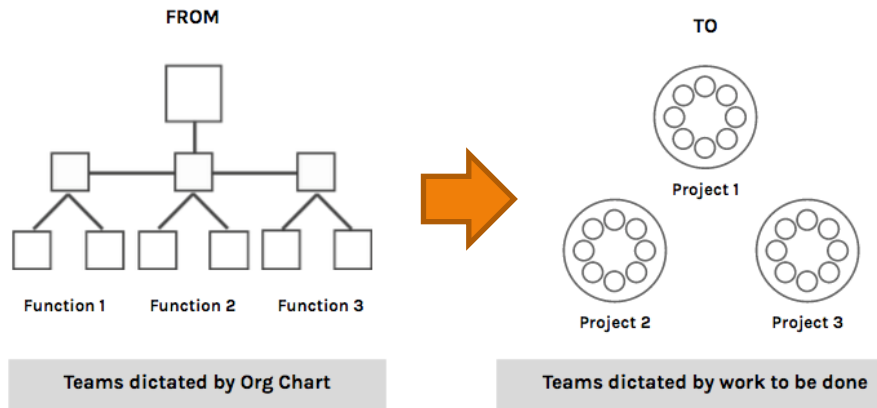 FROM
TO
Project 1
Function 1
Function 2
Function 3
Project 2
Project 3
Teams dictated by Org Chart
Teams dictated by work to be done